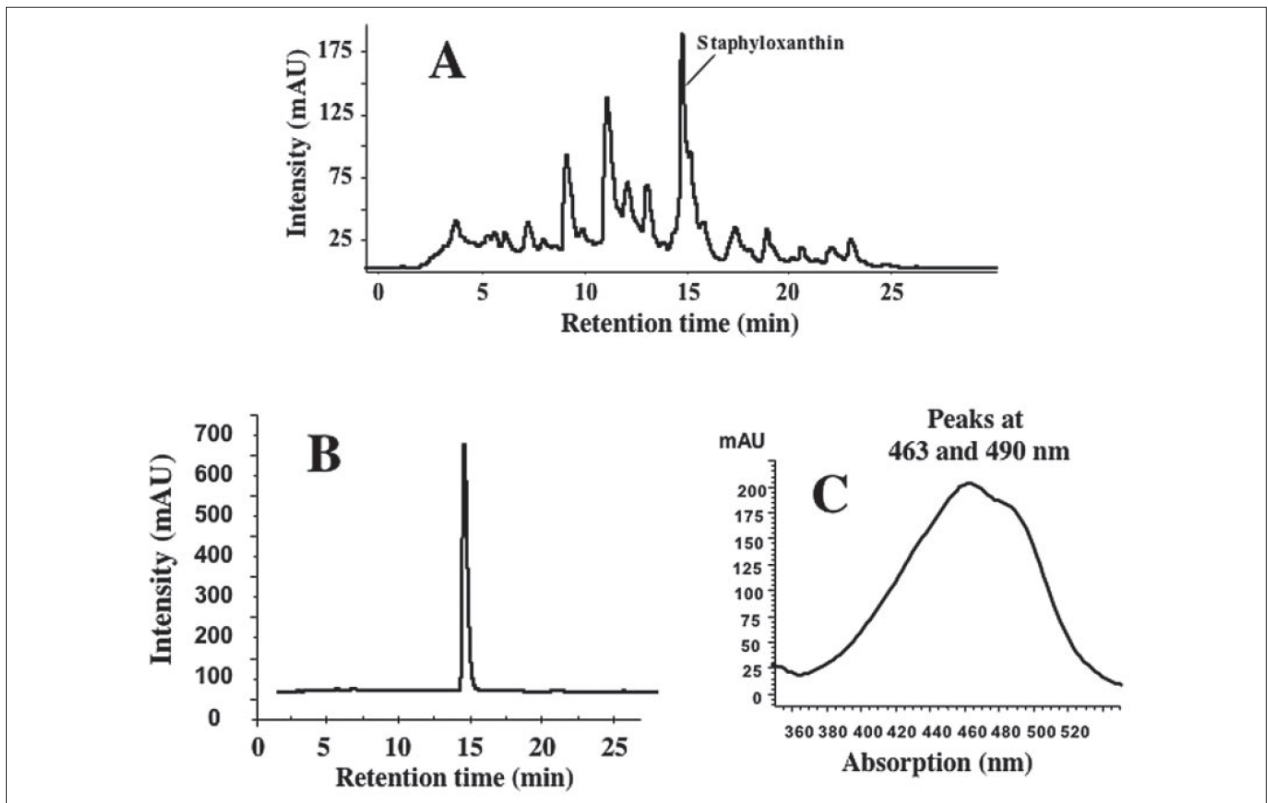 A
Staphyloxanthin
Intensity (mAU)
175
125
75
25
0 5 10 15 20 25
Retention time (min)
B
Intensity (mAU)
700
600
500
400
300
200
100
0
0 5 10 15 20 25
Retention time (min)
Peaks at
463 and 490 nm
mAU
C
200
175
150
125
100
75
50
25
0
360 380 400 420 440 460 480 500 520
Absorption (nm)